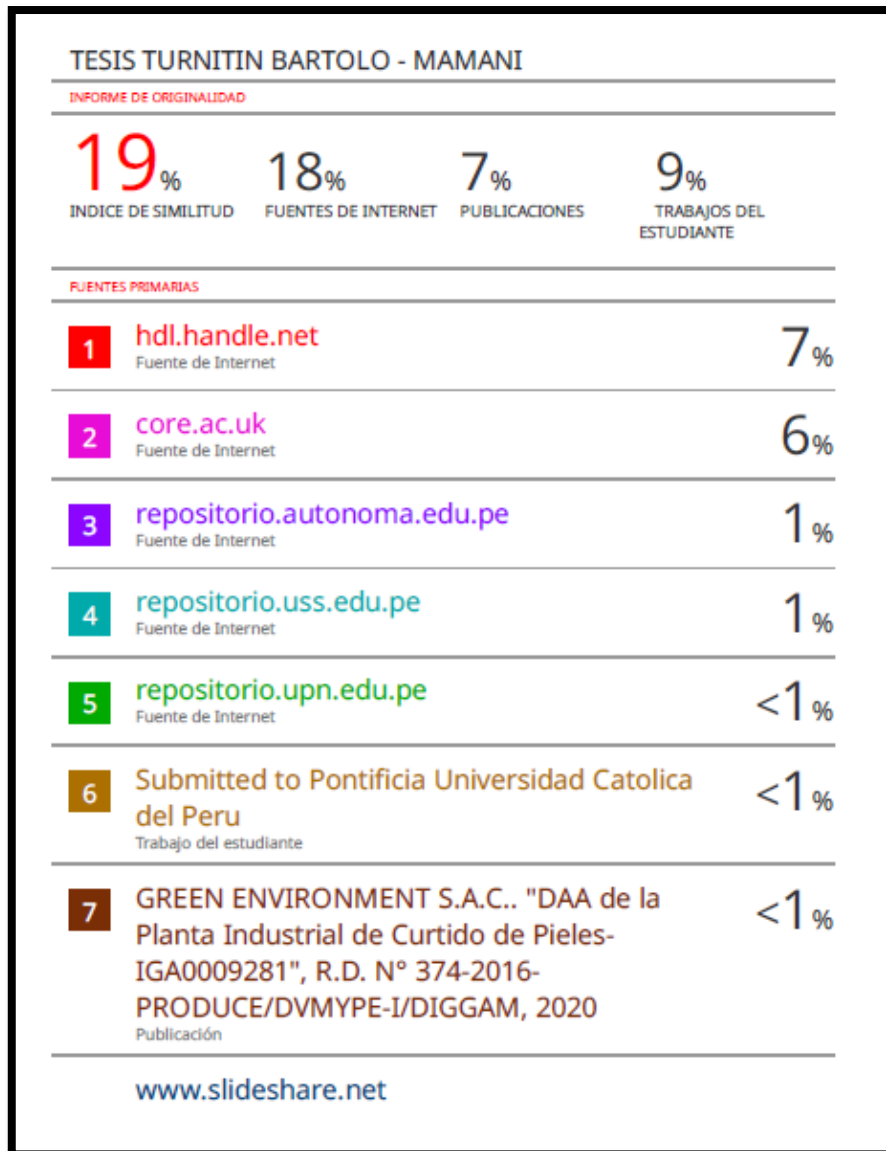 TESIS TURNITIN BARTOLO - MAMANI
INFORME DE ORIGINALIDAD
19% 18% 7% 9%
INDICE DE SIMILITUD FUENTES DE INTERNET PUBLICACIONES TRABAJOS DEL
ESTUDIANTE
FUENTES PRIMARIAS
1 hdl.handle.net 7%
Fuente de Internet
2 core.ac.uk 6%
Fuente de Internet
3 repositorio.autonoma.edu.pe 1%
Fuente de Internet
4 repositorio.uss.edu.pe 1%
Fuente de Internet
5 repositorio.upn.edu.pe <1%
Fuente de Internet
6 Submitted to Pontificia Universidad Catolica <1%
del Peru
Trabajo del estudiante
7 GREEN ENVIRONMENT S.A.C.. "DAA de la <1%
Planta Industrial de Curtido de Pieles-
IGA0009281", R.D. N° 374-2016-
PRODUCE/DVMYPE-I/DIGGAM, 2020
Publicación
www.slideshare.net